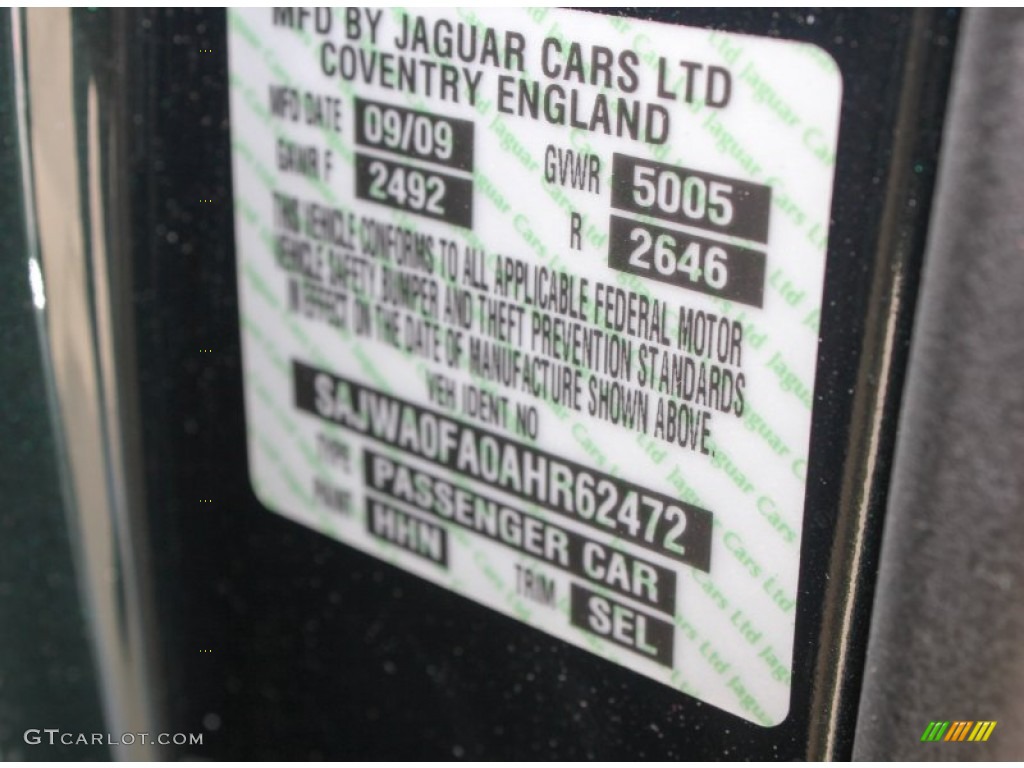 MFD BY JAGUAR CARS LTD
COVENTRY ENGLAND
MFD DATE 09/09 GVWR 5005
GAWR F 2492 R 2646
THIS VEHICLE CONFORMS TO ALL APPLICABLE FEDERAL MOTOR
VEHICLE SAFETY BUMPER AND THEFT PREVENTION STANDARDS
IN EFFECT ON THE DATE OF MANUFACTURE SHOWN ABOVE.
VEH IDENT NO
SAJWA0FA0AHR62472
TYPE PASSENGER CAR
PAINT HHN TRIM SEL
GTCARLOT.COM